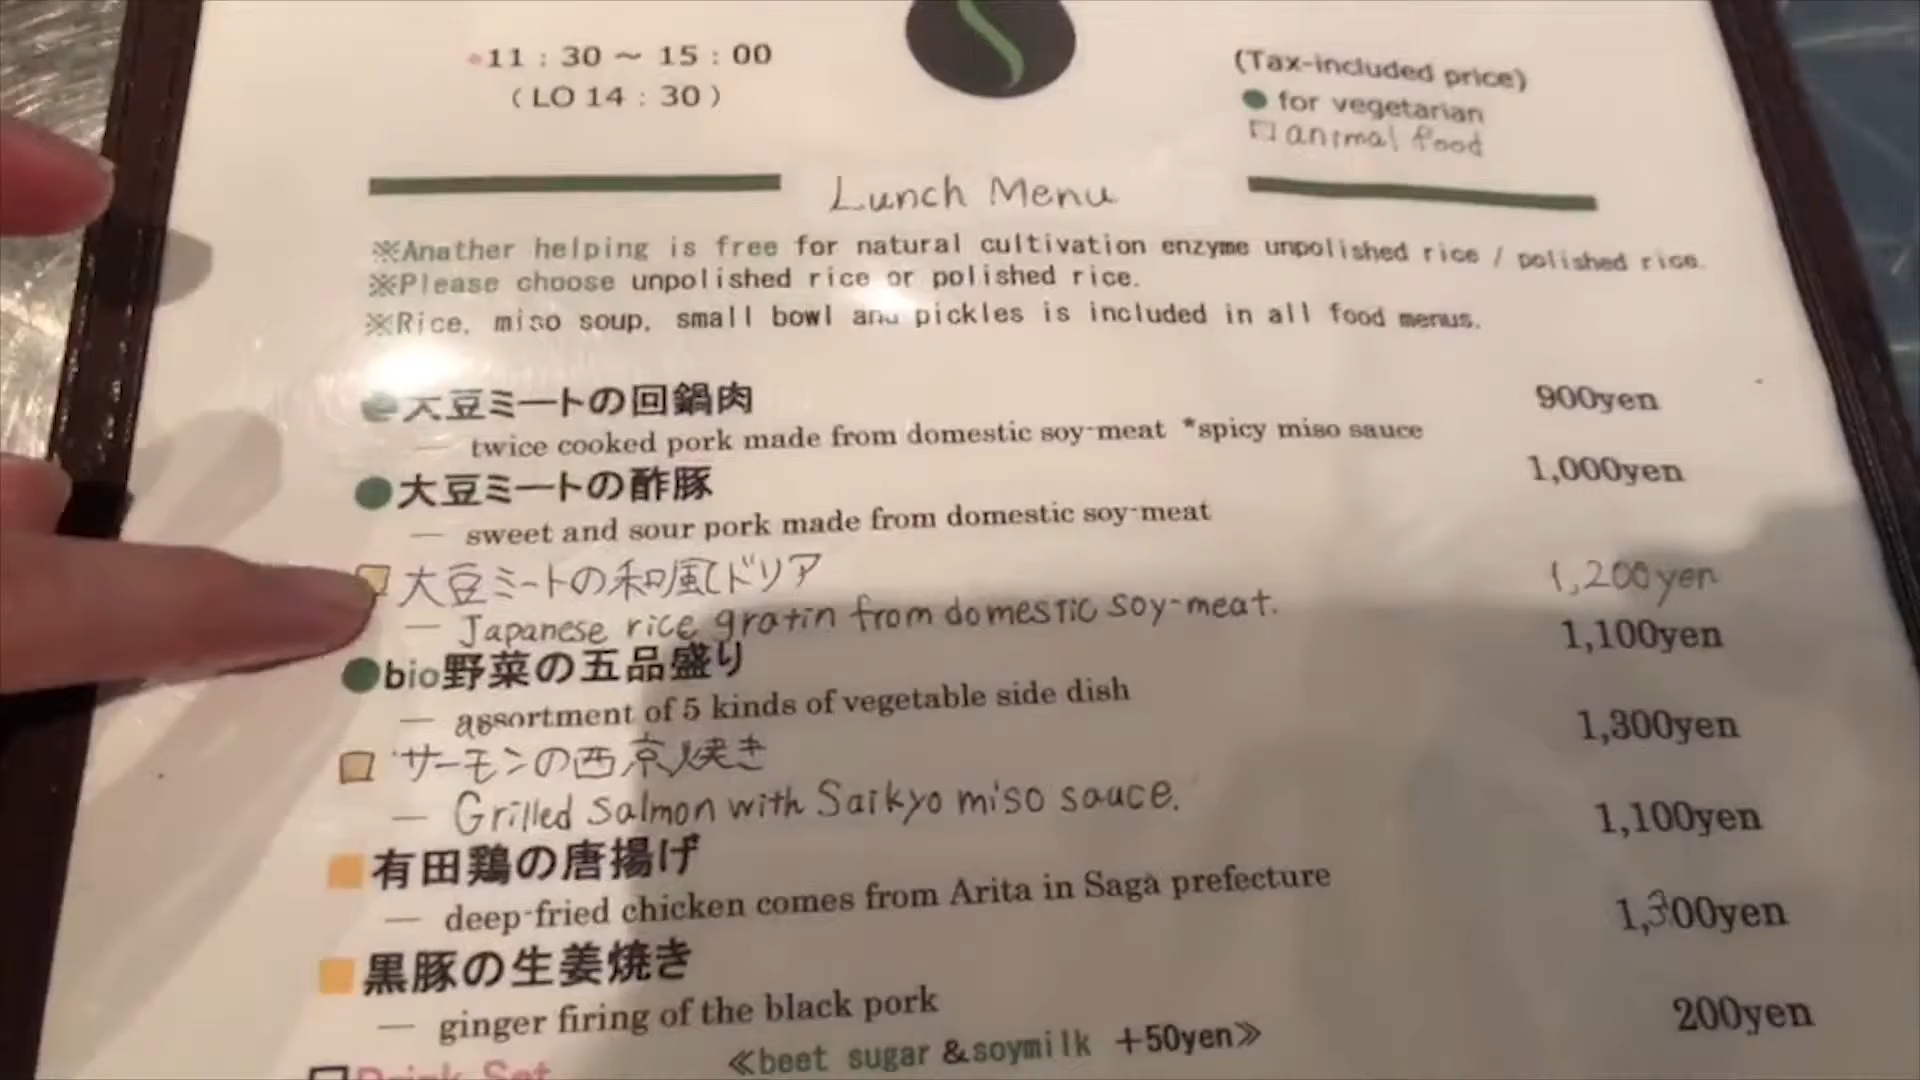 11:30~15:00
(LO 14:30)
(Tax-included price)
● for vegetarian
□ animal food
Lunch Menu
※Anather helping is free for natural cultivation enzyme unpolished rice / polished rice.
※Please choose unpolished rice or polished rice.
※Rice, miso soup, small bowl and pickles is included in all food menus.
●大豆ミートの回鍋肉 900yen
― twice cooked pork made from domestic soy-meat *spicy miso sauce
●大豆ミートの酢豚 1,000yen
― sweet and sour pork made from domestic soy-meat
□大豆ミートの和風ドリア 1,200yen
― Japanese rice gratin from domestic soy-meat.
●bio野菜の五品盛り 1,100yen
― assortment of 5 kinds of vegetable side dish
□サーモンの西京焼き 1,300yen
― Grilled Salmon with Saikyo miso sauce.
■有田鶏の唐揚げ 1,100yen
― deep-fried chicken comes from Arita in Saga prefecture
■黒豚の生姜焼き 1,300yen
― ginger firing of the black pork
□Drink Set ≪beet sugar &soymilk +50yen≫ 200yen